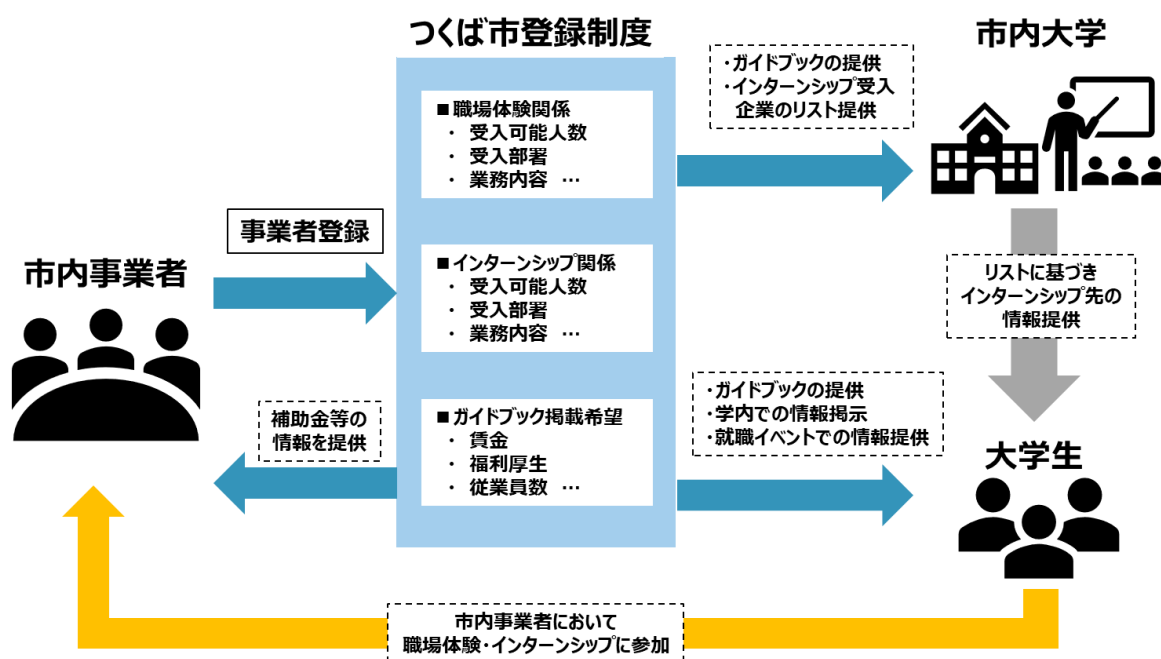 つくば市登録制度
市内大学
・ガイドブックの提供
・インターンシップ受入
企業のリスト提供
■職場体験関係
・ 受入可能人数
・ 受入部署
・ 業務内容 …
事業者登録
市内事業者
■インターンシップ関係
・ 受入可能人数
・ 受入部署
・ 業務内容 …
リストに基づき
インターンシップ先の
情報提供
補助金等の
情報を提供
■ガイドブック掲載希望
・ 賃金
・ 福利厚生
・ 従業員数 …
・ガイドブックの提供
・学内での情報掲示
・就職イベントでの情報提供
大学生
市内事業者において
職場体験・インターンシップに参加